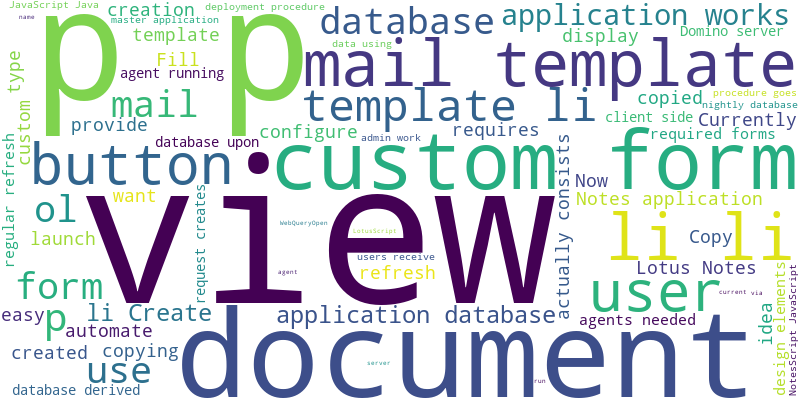 JavaScript Java
deployment procedure
creation
name
master application
template
Fill
agent running
database
application works
display
Domino server
data using
p p
mail template
type
custom
mail
template li
copied
procedure goes
nightly database
client side
Currently
provide
configure
requires
required forms
database upon
admin work
button
custom form
regular refresh
want
ol
launch
request creates
view
actually consists
Now
Notes application
li li
WebQueryOpen
LotusScript
users receive
refresh
agent
Copy
Lotus Notes
form
li Create
user
design elements
NotesScript JavaScript
idea
easy
p
automate
application database
agents needed
current via
created
copying
use
document
server
run
database derived